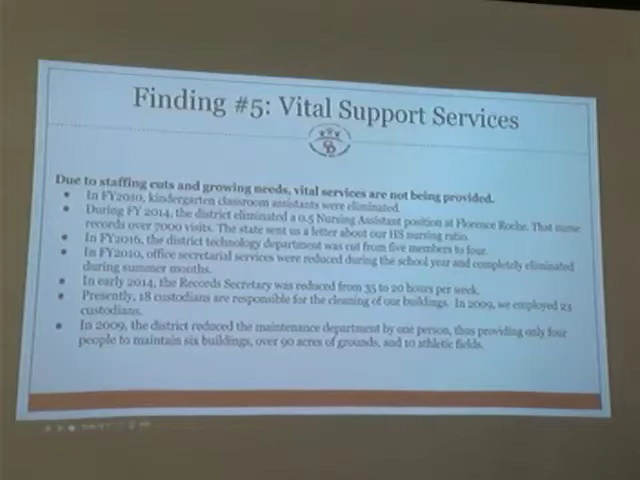 Finding #5: Vital Support Services
Due to staffing cuts and growing needs, vital services are not being provided.
In FY2010, kindergarten classroom assistants were eliminated.
During FY 2014, the district eliminated a 0.5 Nursing Assistant position at Florence Roche. That nurse
records over 7000 visits. The state sent us a letter about our HS nursing ratio.
In FY2016, the district technology department was cut from five members to four.
In FY2010, office secretarial services were reduced during the school year and completely eliminated
during summer months.
In early 2014, the Records Secretary was reduced from 35 to 20 hours per week.
Presently, 18 custodians are responsible for the cleaning of our buildings. In 2009, we employed 23
custodians.
In 2009, the district reduced the maintenance department by one person, thus providing only four
people to maintain six buildings, over 90 acres of grounds, and 10 athletic fields.